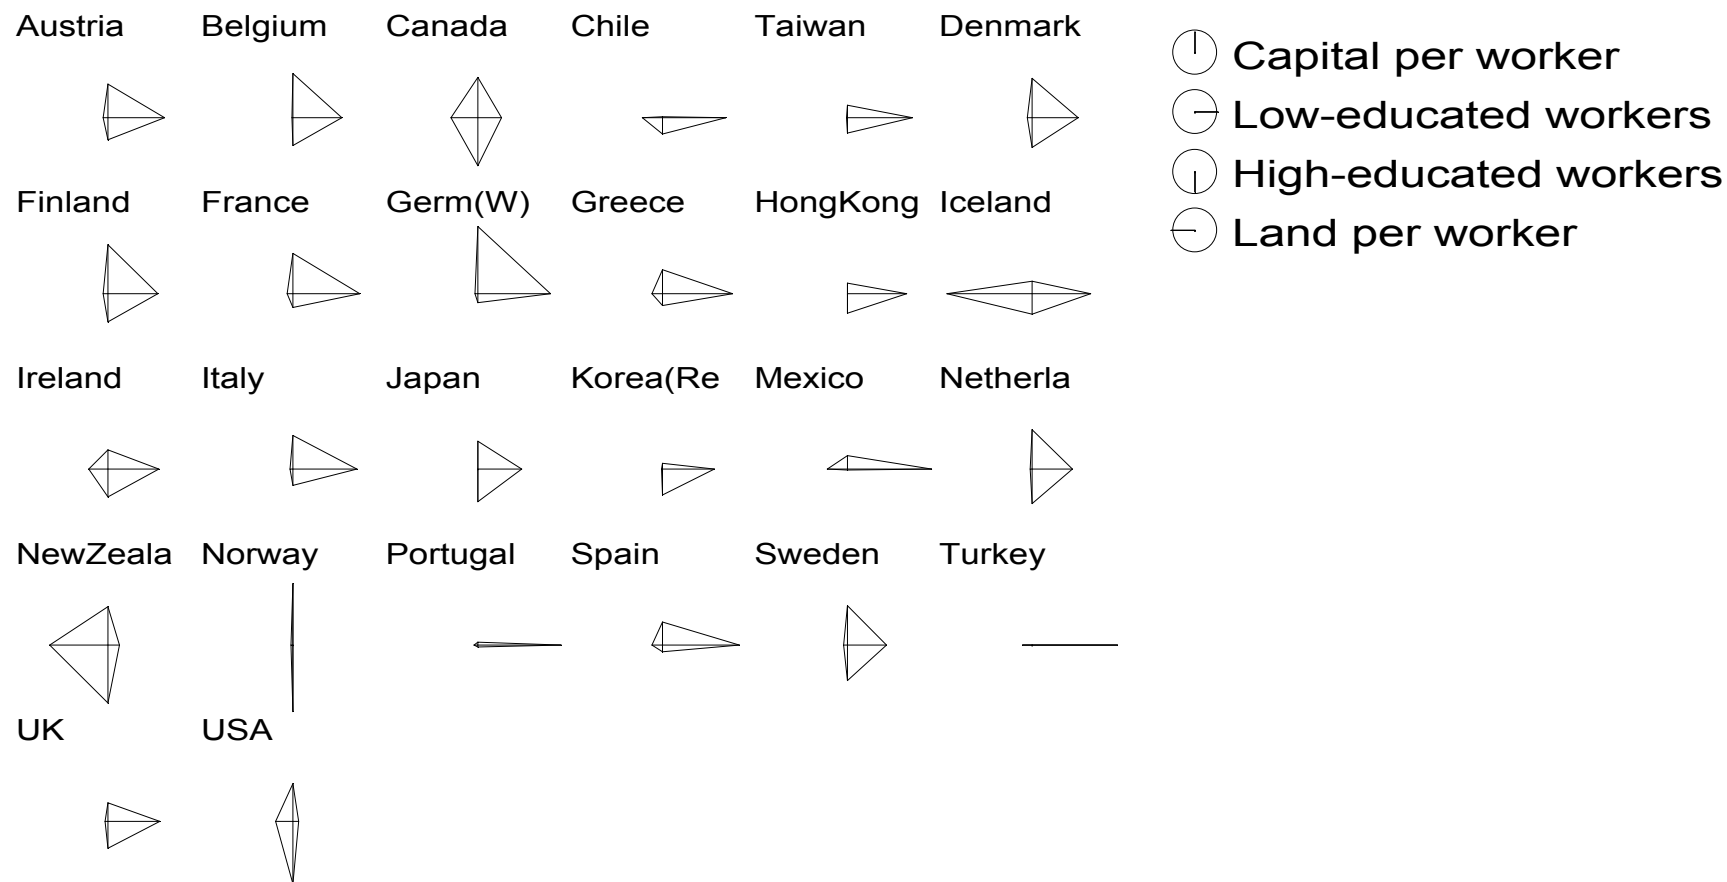 Austria Belgium Canada Chile Taiwan Denmark
Capital per worker
Low-educated workers
High-educated workers
Land per worker
Finland France Germ(W) Greece HongKong Iceland
Ireland Italy Japan Korea(Re Mexico Netherla
NewZeala Norway Portugal Spain Sweden Turkey
UK USA